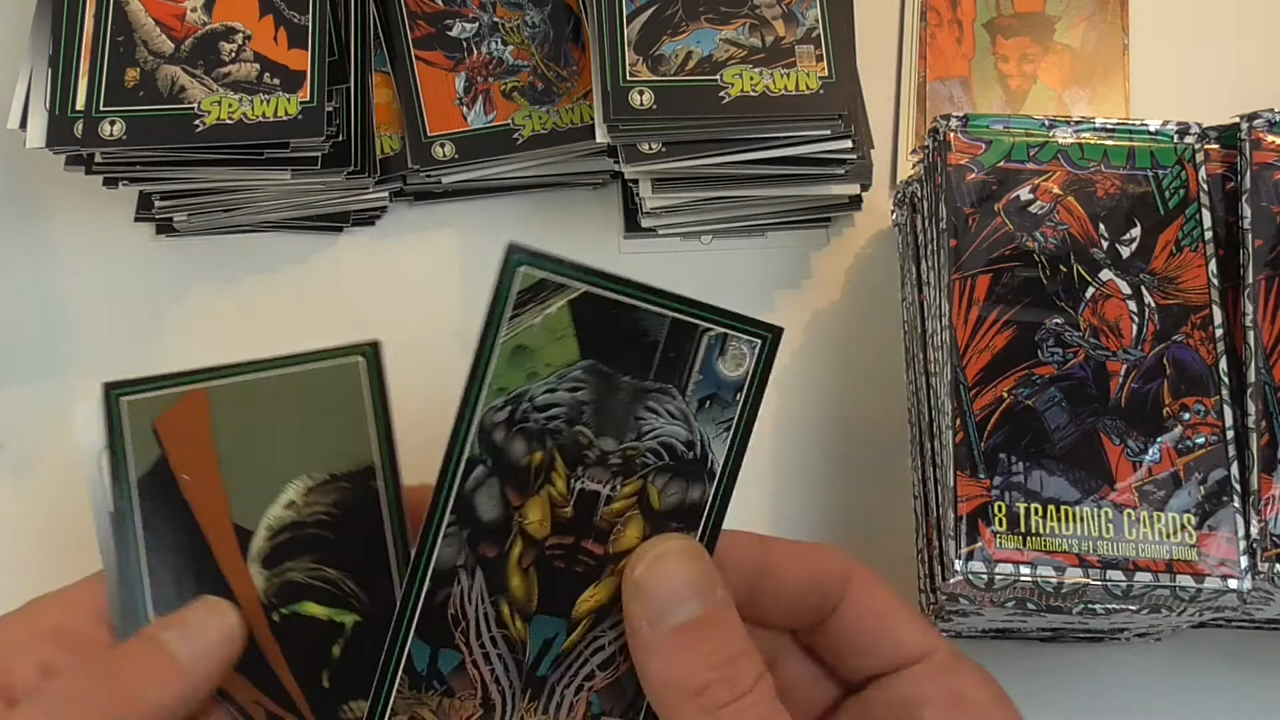 SPAWN
SPAWN
SPAWN
SPAWN
8 TRADING CARDS
FROM AMERICA'S #1 SELLING COMIC BOOK